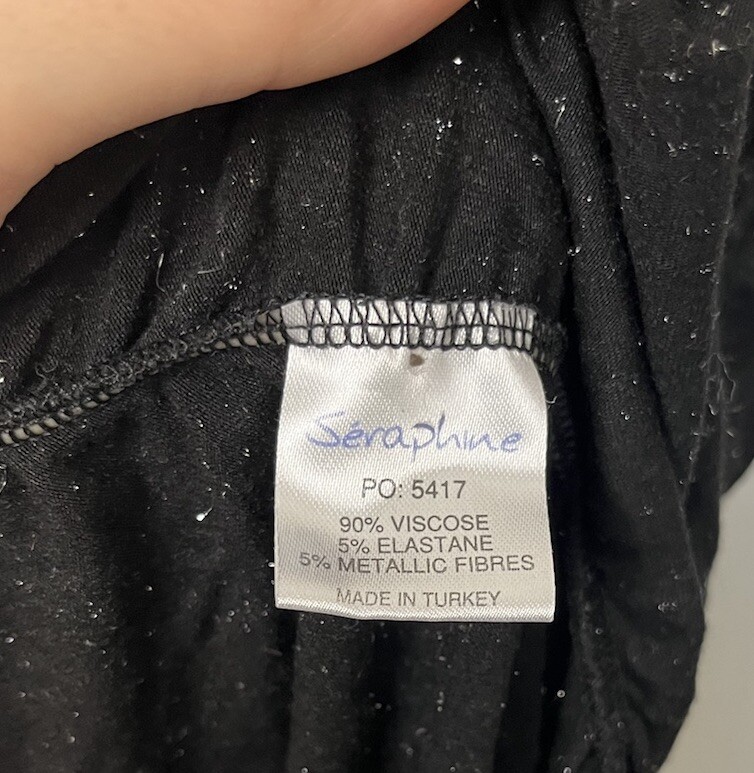 Séraphine
PO: 5417
90% VISCOSE
5% ELASTANE
5% METALLIC FIBRES
MADE IN TURKEY